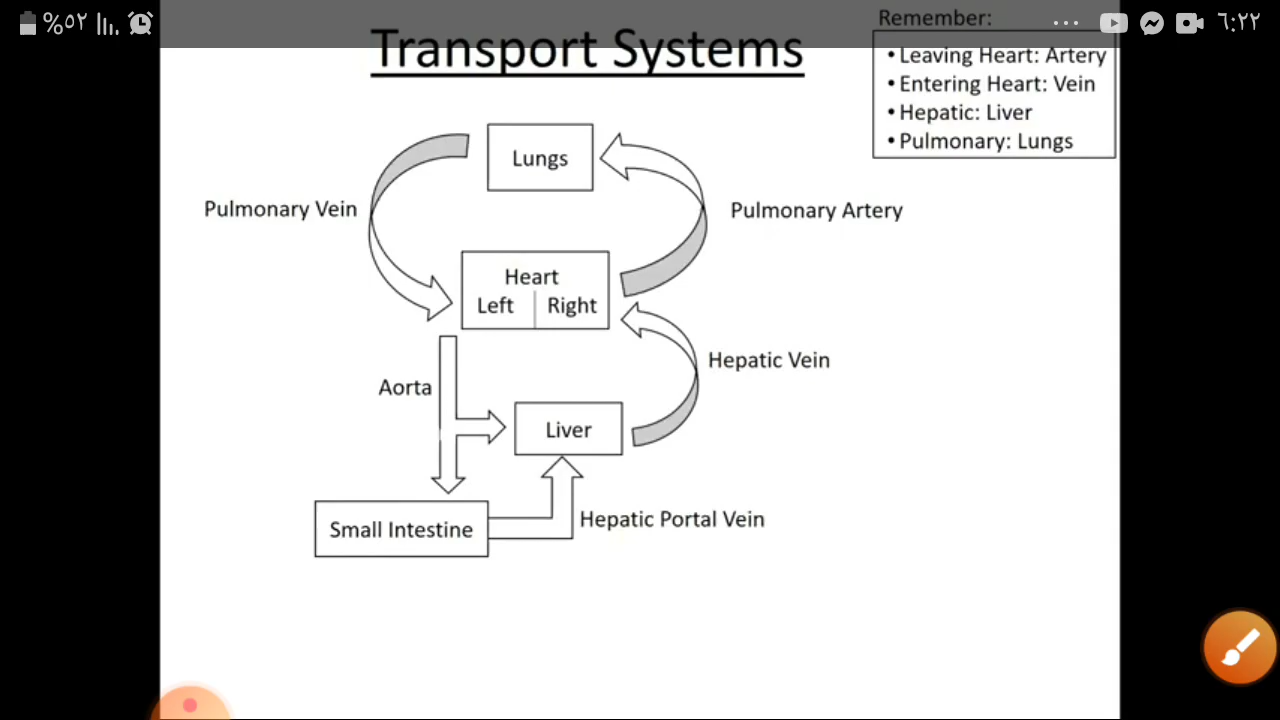 %٥٢
٦:٢٢
Remember:
Transport Systems
• Leaving Heart: Artery
• Entering Heart: Vein
• Hepatic: Liver
• Pulmonary: Lungs
Lungs
Pulmonary Vein
Pulmonary Artery
Heart
Left Right
Hepatic Vein
Aorta
Liver
Hepatic Portal Vein
Small Intestine